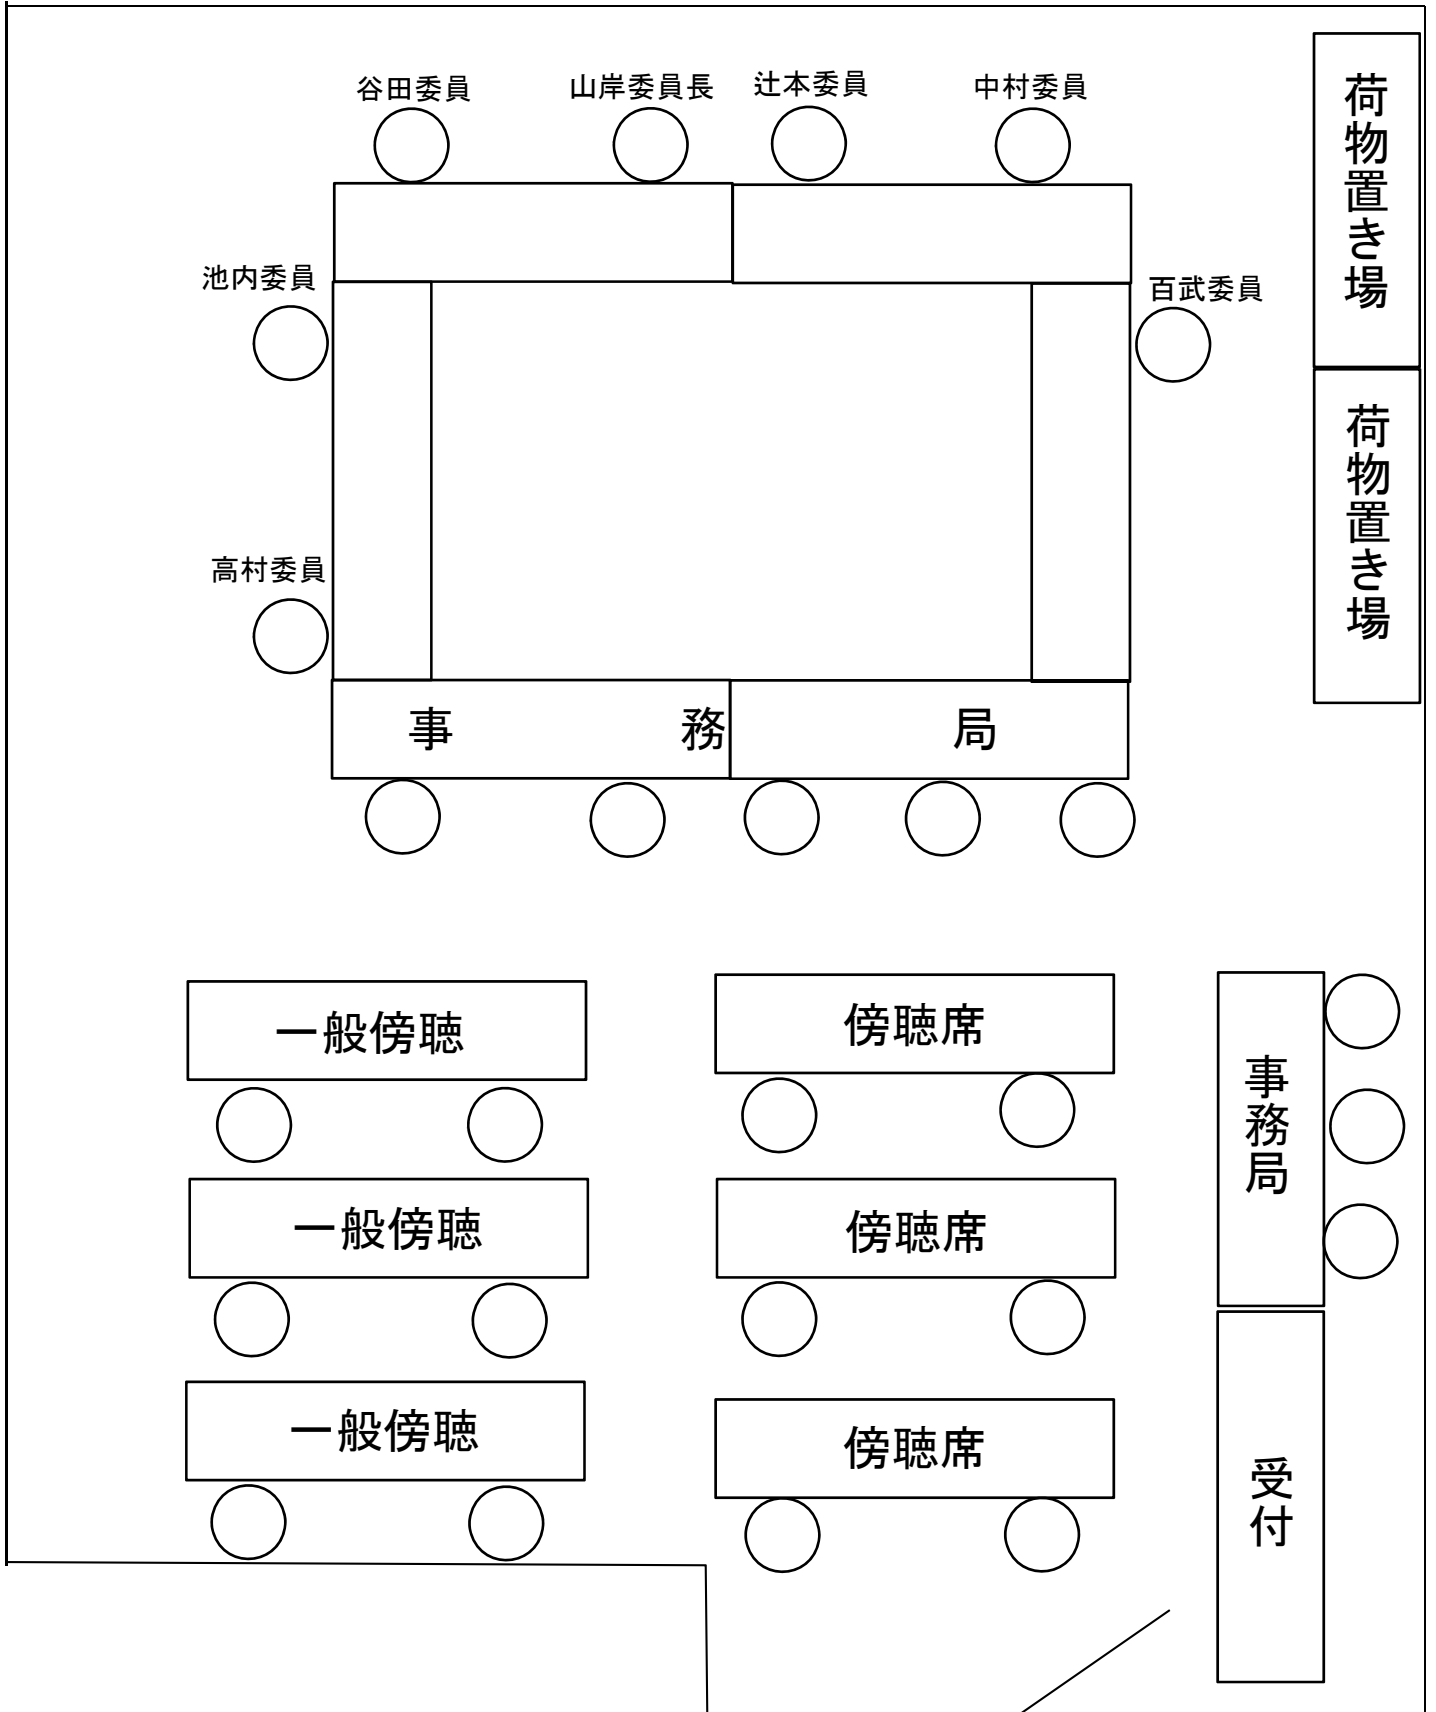 谷田委員
山岸委員長
辻本委員
中村委員
荷物置き場
池内委員
百武委員
荷物置き場
高村委員
事務局
一般傍聴
傍聴席
事務局
一般傍聴
傍聴席
一般傍聴
傍聴席
受付